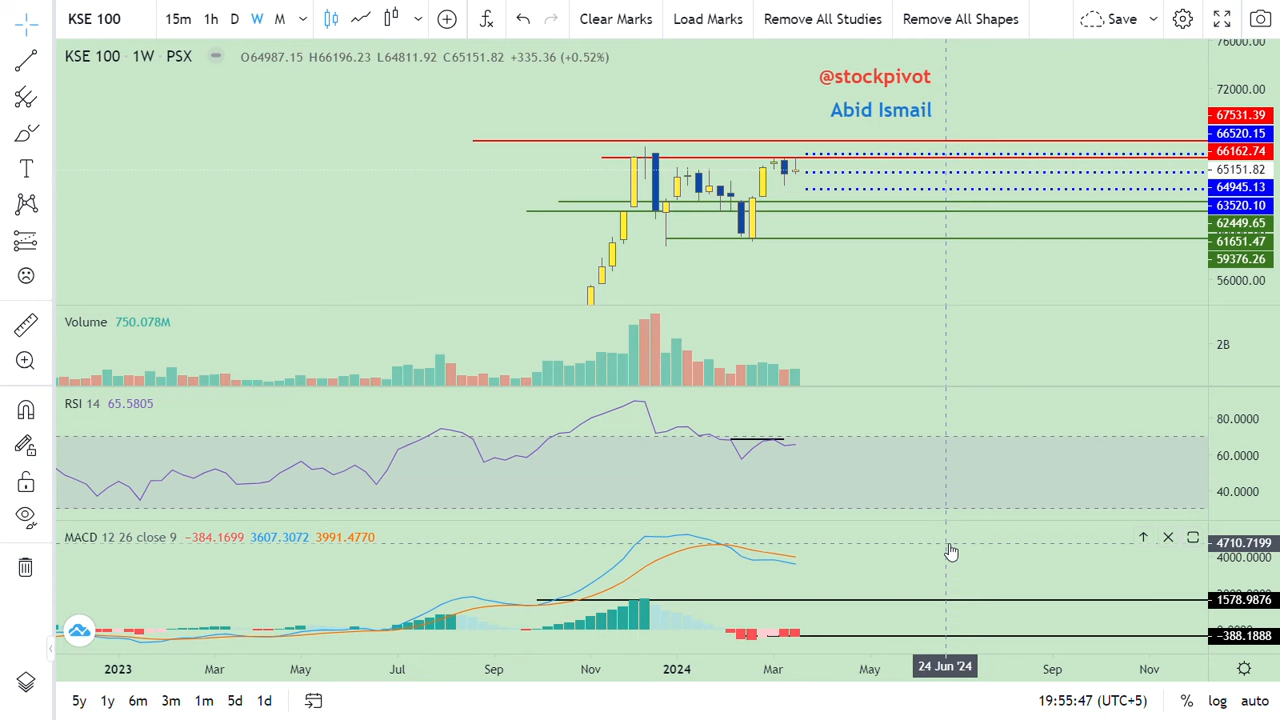 KSE 100 15m 1h D W M Clear Marks Load Marks Remove All Studies Remove All Shapes Save
KSE 100 · 1W · PSX O64987.15 H66196.23 L64811.92 C65151.82 +335.36 (+0.52%)
@stockpivot
Abid Ismail
76000.00
72000.00
67531.39
66520.15
66162.74
65151.82
64945.13
63520.10
62449.65
61651.47
59376.26
56000.00
Volume 750.078M
2B
RSI 14 65.5805
80.0000
60.0000
40.0000
MACD 12 26 close 9 −384.1699 3607.3072 3991.4770
4710.7199
4000.0000
1578.9876
−388.1888
2023 Mar May Jul Sep Nov 2024 Mar May 24 Jun '24 Sep Nov
5y 1y 6m 3m 1m 5d 1d 19:55:47 (UTC+5) % log auto